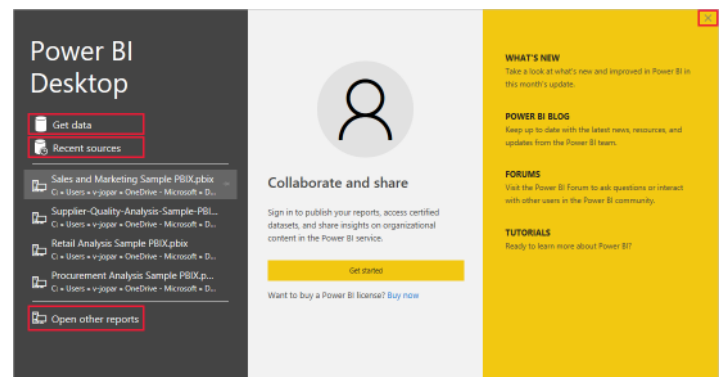 Power BI
Desktop
Get data
Recent sources
Sales and Marketing Sample PBIX.pbix
C: • Users • v-jopar • OneDrive - Microsoft • D...
Supplier-Quality-Analysis-Sample-PBI...
C: • Users • v-jopar • OneDrive - Microsoft • D...
Retail Analysis Sample PBIX.pbix
C: • Users • v-jopar • OneDrive - Microsoft • D...
Procurement Analysis Sample PBIX.p...
C: • Users • v-jopar • OneDrive - Microsoft • D...
Open other reports
Collaborate and share
Sign in to publish your reports, access certified
datasets, and share insights on organizational
content in the Power BI service.
Get started
Want to buy a Power BI license? Buy now
WHAT'S NEW
Take a look at what's new and improved in Power BI in
this month's update.
POWER BI BLOG
Keep up to date with the latest news, resources, and
updates from the Power BI team.
FORUMS
Visit the Power BI Forum to ask questions or interact
with other users in the Power BI community.
TUTORIALS
Ready to learn more about Power BI?